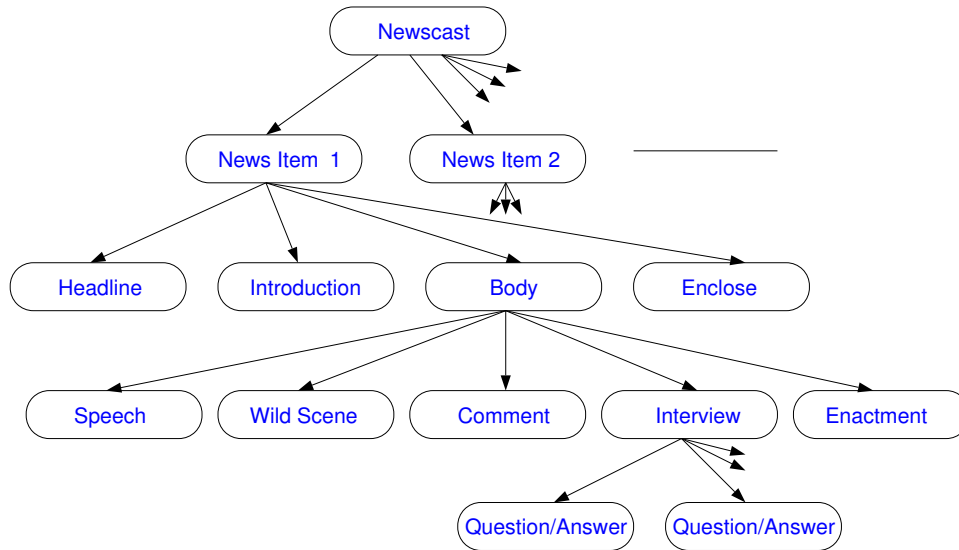 Newscast
News Item 1
News Item 2
Headline
Introduction
Body
Enclose
Speech
Wild Scene
Comment
Interview
Enactment
Question/Answer
Question/Answer